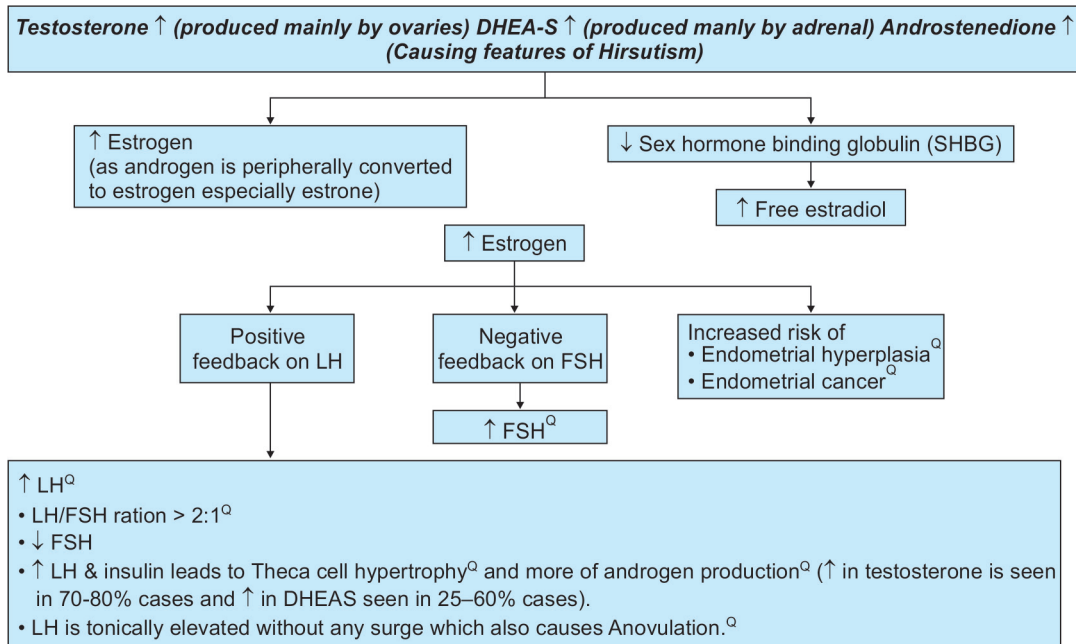 Testosterone ↑ (produced mainly by ovaries) DHEA-S ↑ (produced manly by adrenal) Androstenedione ↑
(Causing features of Hirsutism)
↑ Estrogen
(as androgen is peripherally converted
to estrogen especially estrone)
↓ Sex hormone binding globulin (SHBG)
↑ Free estradiol
↑ Estrogen
Positive
feedback on LH
Negative
feedback on FSH
Increased risk of
• Endometrial hyperplasiaQ
• Endometrial cancerQ
↑ FSHQ
↑ LHQ
• LH/FSH ration > 2:1Q
• ↓ FSH
• ↑ LH & insulin leads to Theca cell hypertrophyQ and more of androgen productionQ (↑ in testosterone is seen
in 70-80% cases and ↑ in DHEAS seen in 25–60% cases).
• LH is tonically elevated without any surge which also causes Anovulation.Q